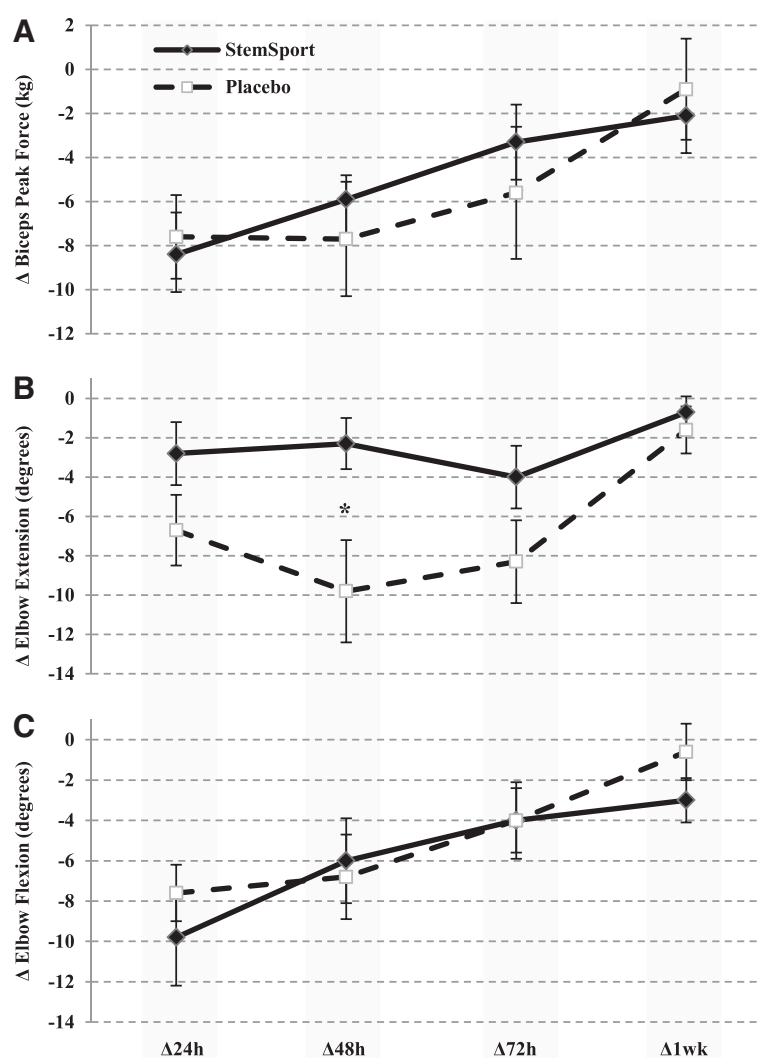 A
Δ Biceps Peak Force (kg)
2
0
-2
-4
-6
-8
-10
-12
StemSport
Placebo
B
Δ Elbow Extension (degrees)
0
-2
-4
-6
-8
-10
-12
-14
*
C
Δ Elbow Flexion (degrees)
0
-2
-4
-6
-8
-10
-12
-14
Δ24h Δ48h Δ72h Δ1wk